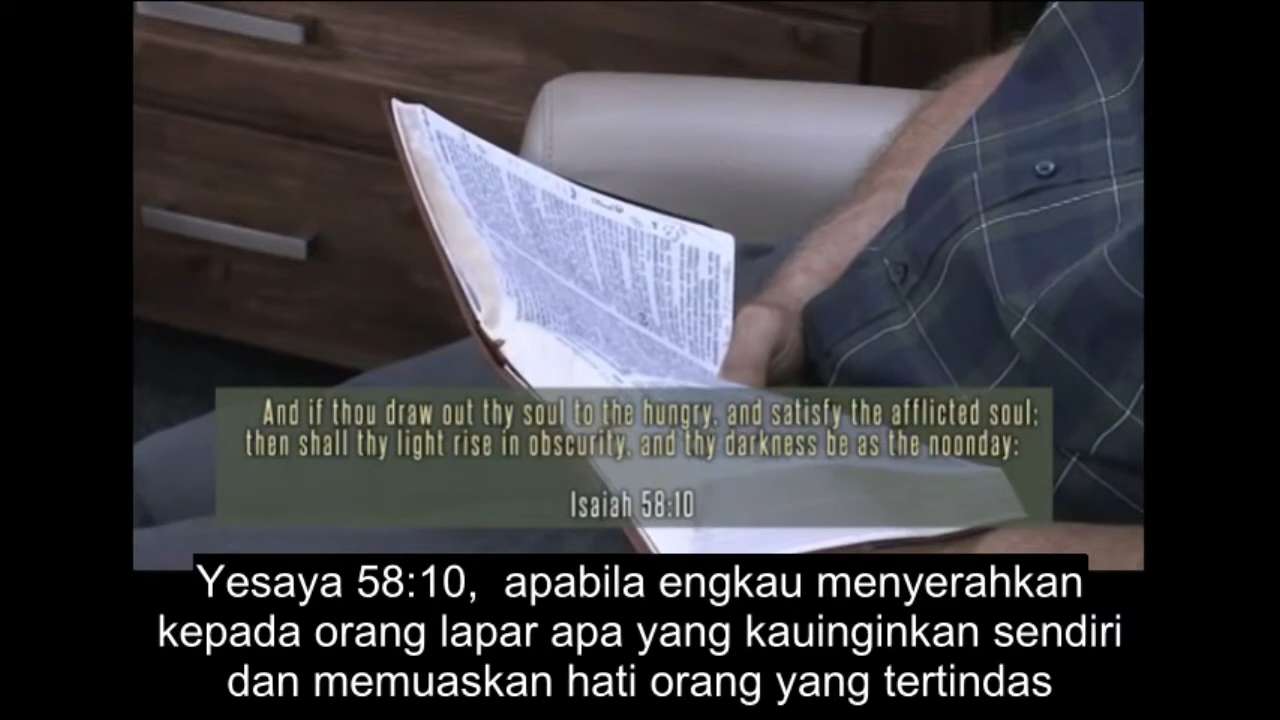 And if thou draw out thy soul to the hungry, and satisfy the afflicted soul;
then shall thy light rise in obscurity, and thy darkness be as the noonday:
Isaiah 58:10
Yesaya 58:10, apabila engkau menyerahkan
kepada orang lapar apa yang kauinginkan sendiri
dan memuaskan hati orang yang tertindas